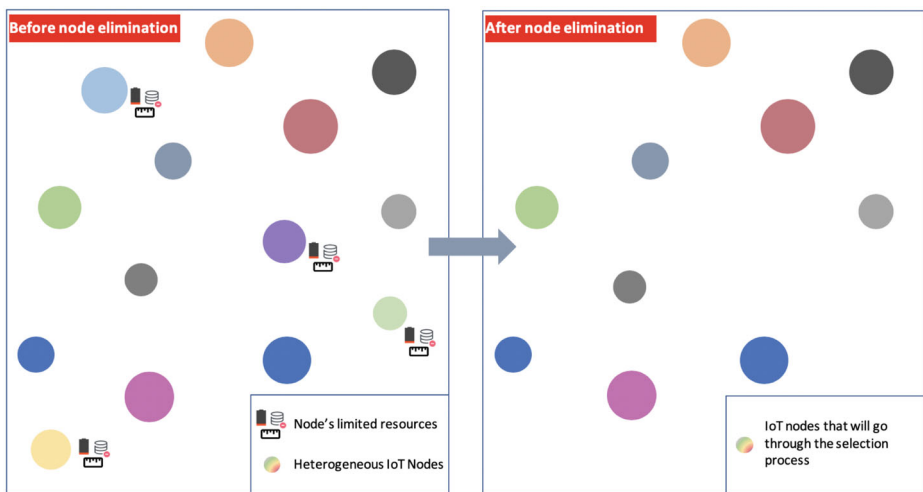 Before node elimination
After node elimination
Node's limited resources
Heterogeneous IoT Nodes
IoT nodes that will go
through the selection
process